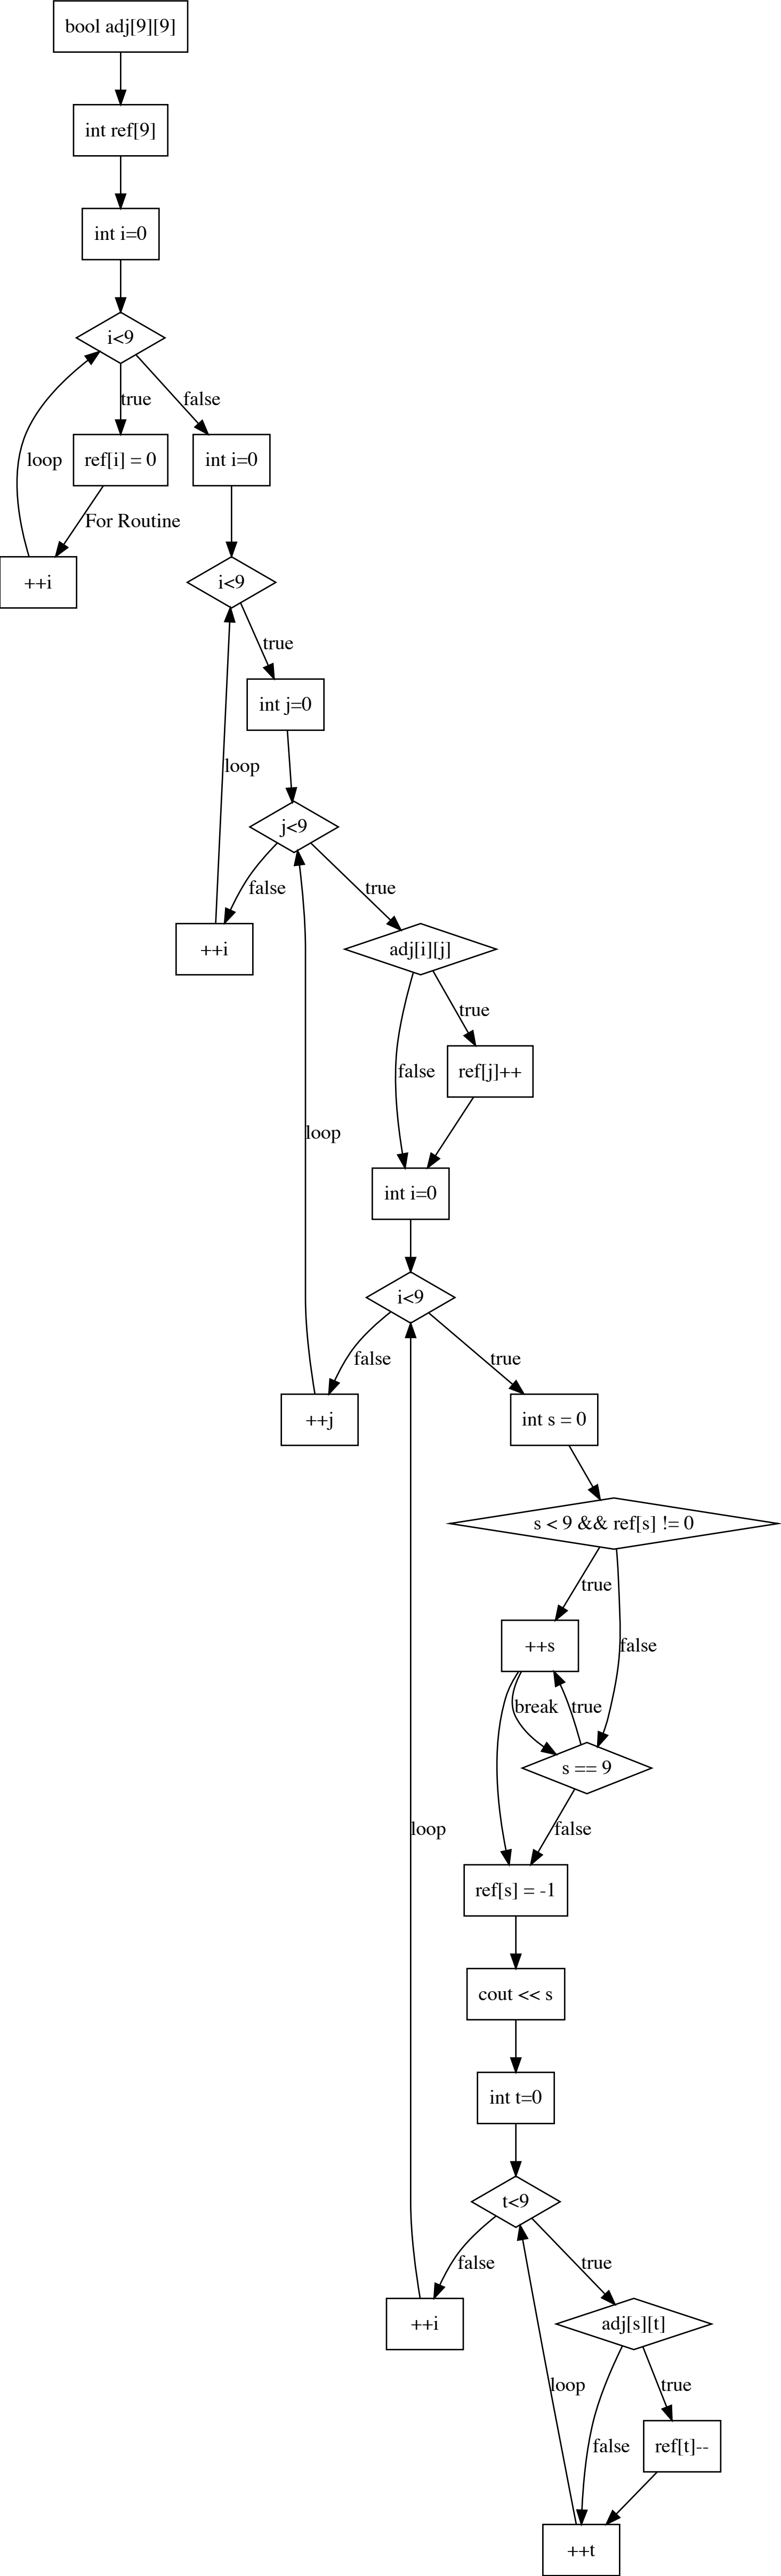 bool adj[9][9]
int ref[9]
int i=0
i<9
true
false
loop
ref[i] = 0
int i=0
For Routine
++i
i<9
true
int j=0
loop
j<9
false
true
++i
adj[i][j]
true
false
ref[j]++
loop
int i=0
i<9
false
true
++j
int s = 0
s < 9 && ref[s] != 0
true
++s
false
break
true
s == 9
loop
false
ref[s] = -1
cout << s
int t=0
t<9
false
true
++i
adj[s][t]
loop
true
false
ref[t]--
++t